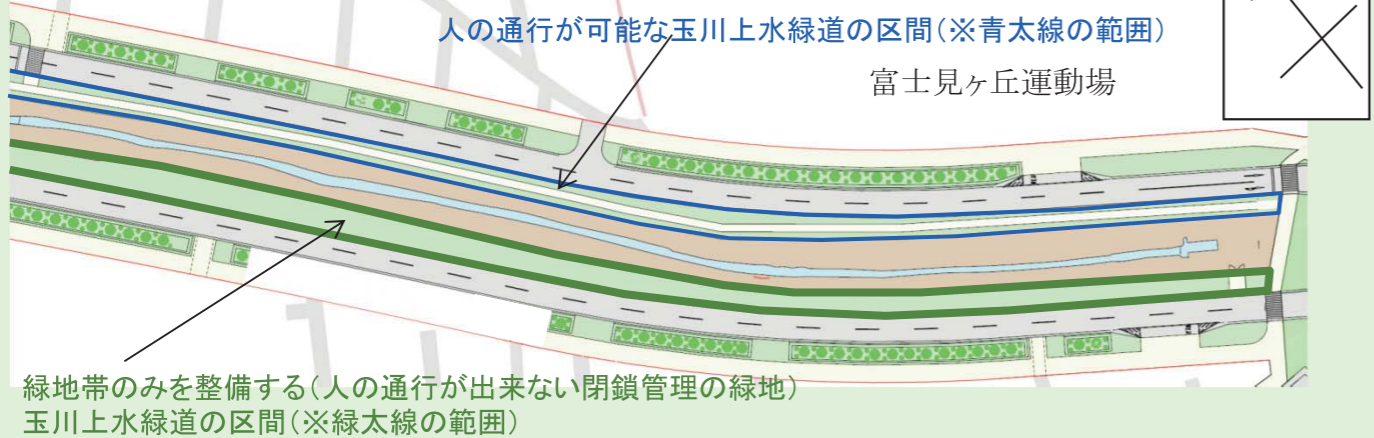 人の通行が可能な玉川上水緑道の区間(※青太線の範囲)
富士見ヶ丘運動場
緑地帯のみを整備する(人の通行が出来ない閉鎖管理の緑地)
玉川上水緑道の区間(※緑太線の範囲)